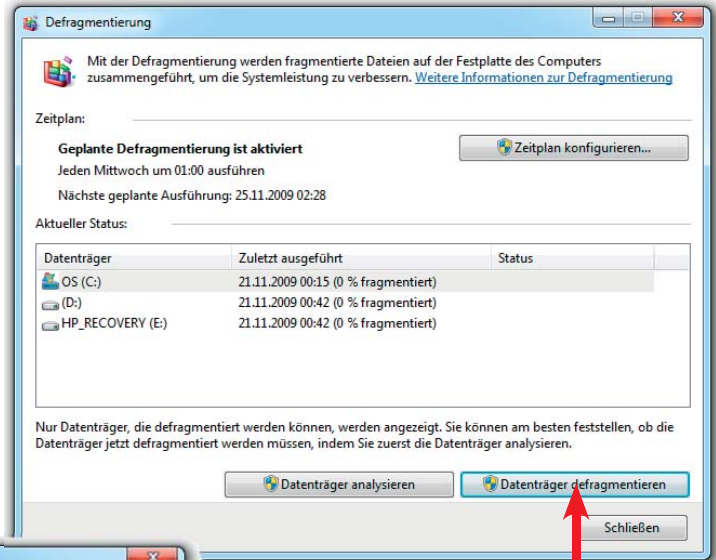 Defragmentierung
Mit der Defragmentierung werden fragmentierte Dateien auf der Festplatte des Computers
zusammengeführt, um die Systemleistung zu verbessern. Weitere Informationen zur Defragmentierung
Zeitplan:
Geplante Defragmentierung ist aktiviert
Zeitplan konfigurieren...
Jeden Mittwoch um 01:00 ausführen
Nächste geplante Ausführung: 25.11.2009 02:28
Aktueller Status:
Datenträger Zuletzt ausgeführt Status
OS (C:) 21.11.2009 00:15 (0 % fragmentiert)
(D:) 21.11.2009 00:42 (0 % fragmentiert)
HP_RECOVERY (E:) 21.11.2009 00:42 (0 % fragmentiert)
Nur Datenträger, die defragmentiert werden können, werden angezeigt. Sie können am besten feststellen, ob die
Datenträger jetzt defragmentiert werden müssen, indem Sie zuerst die Datenträger analysieren.
Datenträger analysieren Datenträger defragmentieren
Schließen